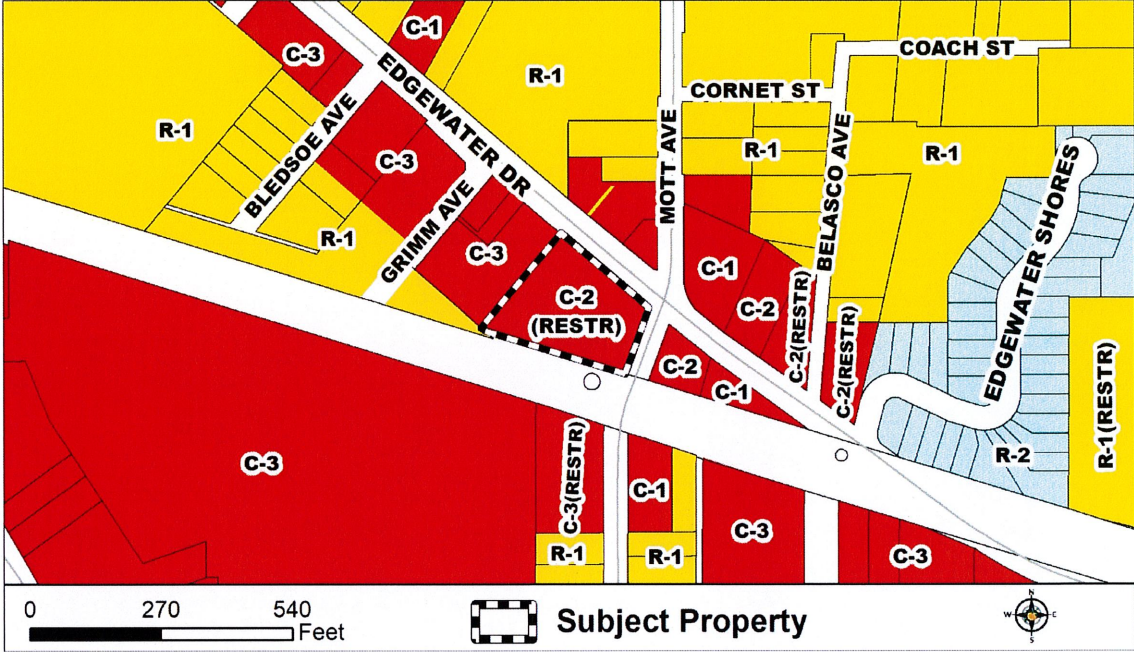 C-1
C-3
EDGEWATER DR
R-1
COACH ST
CORNET ST
R-1
BLEDSOE AVE
C-3
MOTT AVE
R-1
R-1
BELASCO AVE
EDGEWATER SHORES
R-1
GRIMM AVE
C-3
C-1
C-2
(RESTR)
C-2
C-2(RESTR)
C-2(RESTR)
C-2
C-1
R-1(RESTR)
R-2
C-3
C-3(RESTR)
C-1
C-3
R-1
R-1
C-3
0 270 540
Feet
Subject Property
N
W E
S